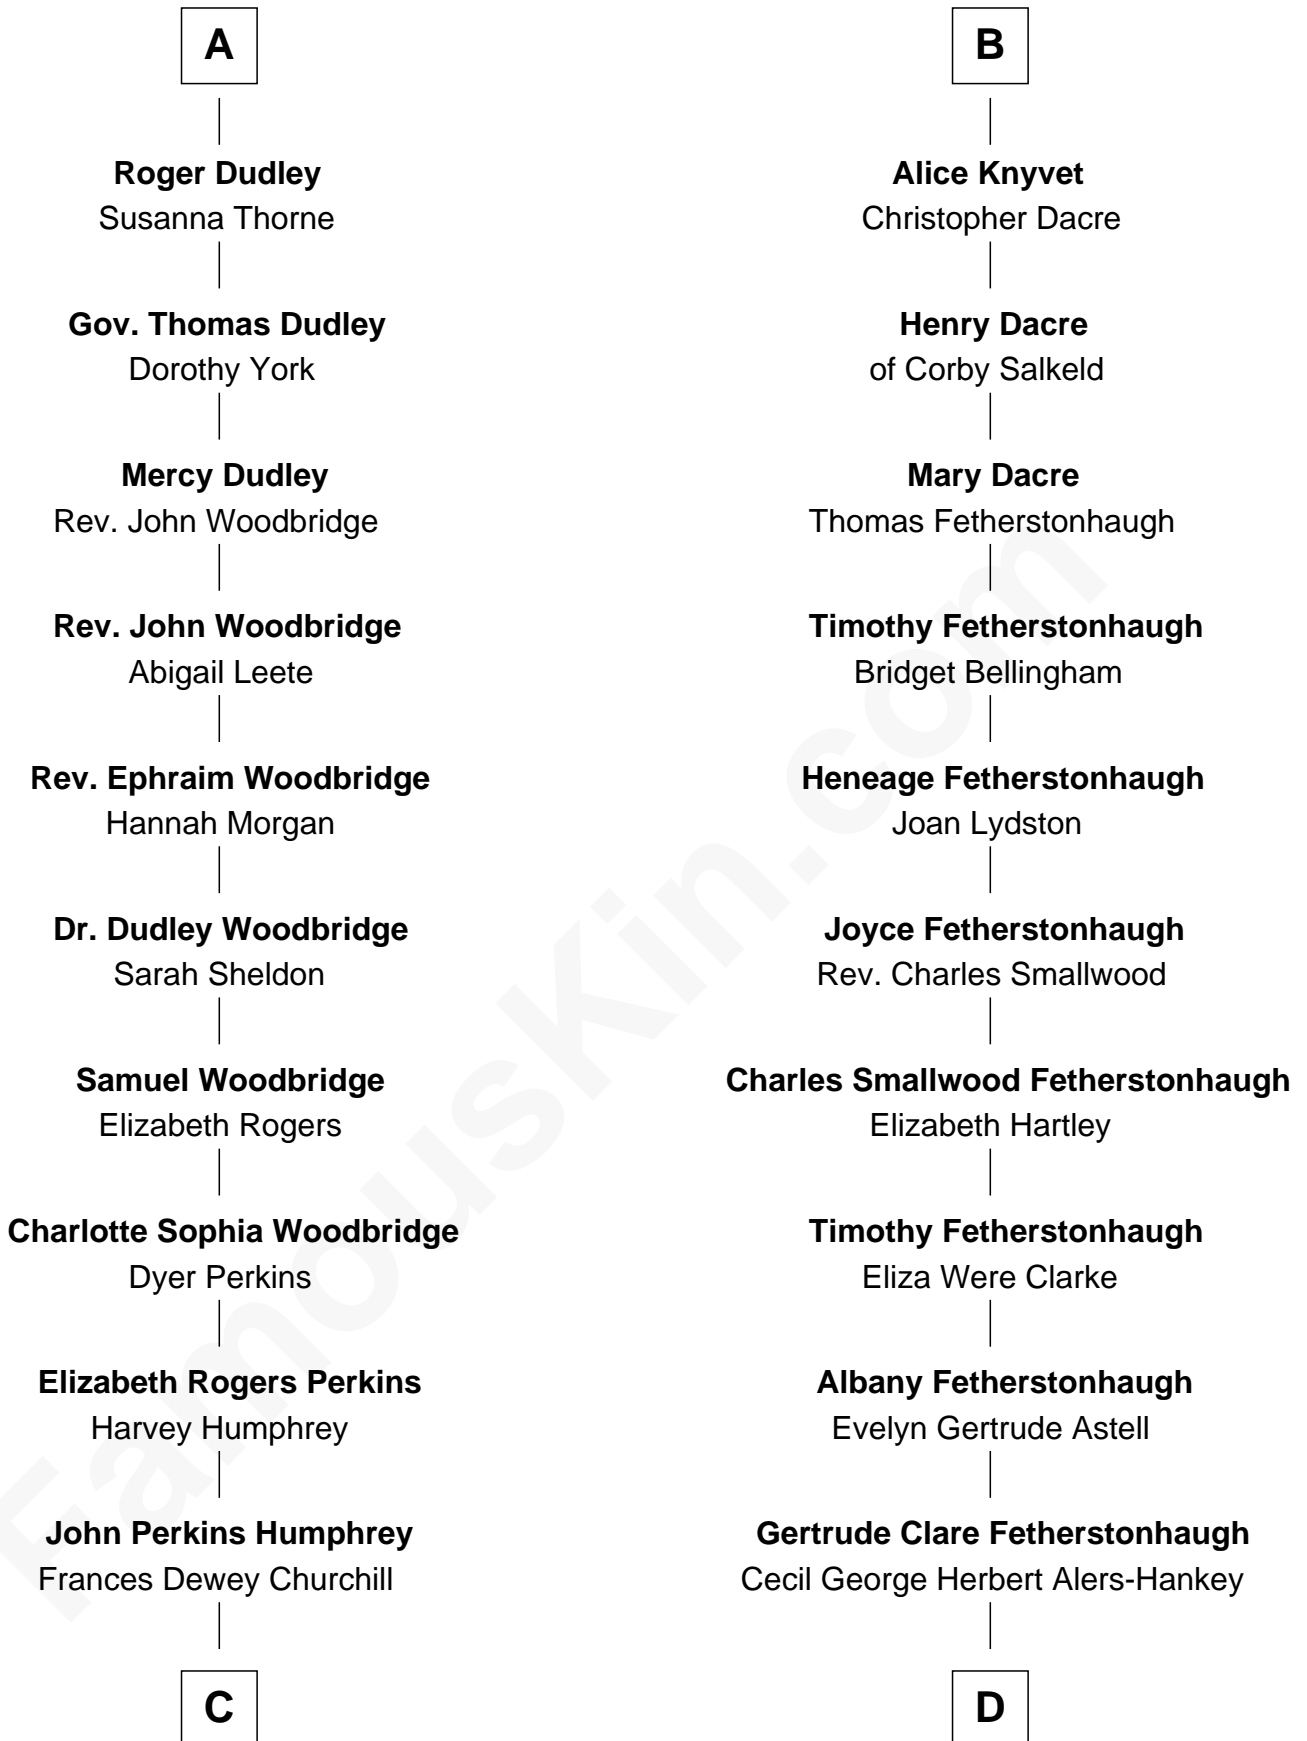 A
Roger Dudley
Susanna Thorne
Gov. Thomas Dudley
Dorothy York
Mercy Dudley
Rev. John Woodbridge
Rev. John Woodbridge
Abigail Leete
Rev. Ephraim Woodbridge
Hannah Morgan
Dr. Dudley Woodbridge
Sarah Sheldon
Samuel Woodbridge
Elizabeth Rogers
Charlotte Sophia Woodbridge
Dyer Perkins
Elizabeth Rogers Perkins
Harvey Humphrey
John Perkins Humphrey
Frances Dewey Churchill
C
B
Alice Knyvet
Christopher Dacre
Henry Dacre
of Corby Salkeld
Mary Dacre
Thomas Fetherstonhaugh
Timothy Fetherstonhaugh
Bridget Bellingham
Heneage Fetherstonhaugh
Joan Lydston
Joyce Fetherstonhaugh
Rev. Charles Smallwood
Charles Smallwood Fetherstonhaugh
Elizabeth Hartley
Timothy Fetherstonhaugh
Eliza Were Clarke
Albany Fetherstonhaugh
Evelyn Gertrude Astell
Gertrude Clare Fetherstonhaugh
Cecil George Herbert Alers-Hankey
D
FamousKin.com